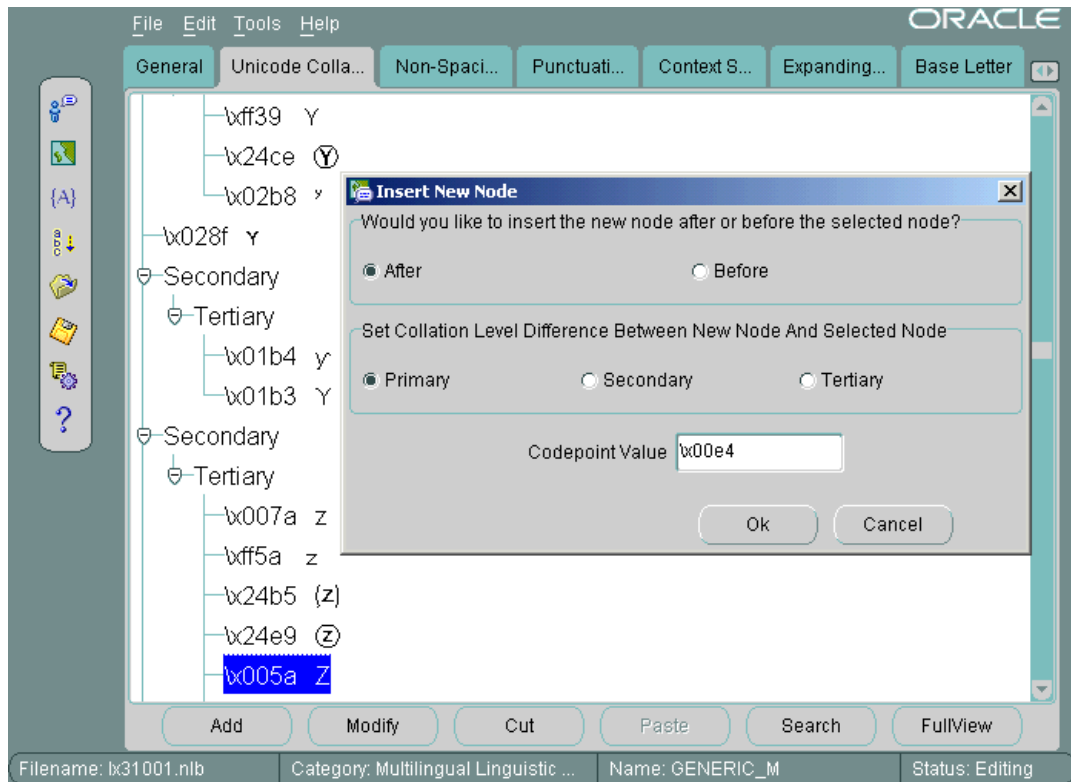 File Edit Tools Help
ORACLE
General Unicode Colla... Non-Spaci... Punctuati... Context S... Expanding... Base Letter
\xff39 Y
\x24ce Ⓨ
\x02b8 ʸ
\x028f ʏ
Secondary
Tertiary
\x01b4 ƴ
\x01b3 Ƴ
Secondary
Tertiary
\x007a z
\xff5a z
\x24b5 (z)
\x24e9 ⓩ
\x005a Z
Insert New Node
Would you like to insert the new node after or before the selected node?
After Before
Set Collation Level Difference Between New Node And Selected Node
Primary Secondary Tertiary
Codepoint Value \x00e4
Ok Cancel
{A}
a
b
c
?
Add Modify Cut Paste Search FullView
Filename: lx31001.nlb Category: Multilingual Linguistic ... Name: GENERIC_M Status: Editing